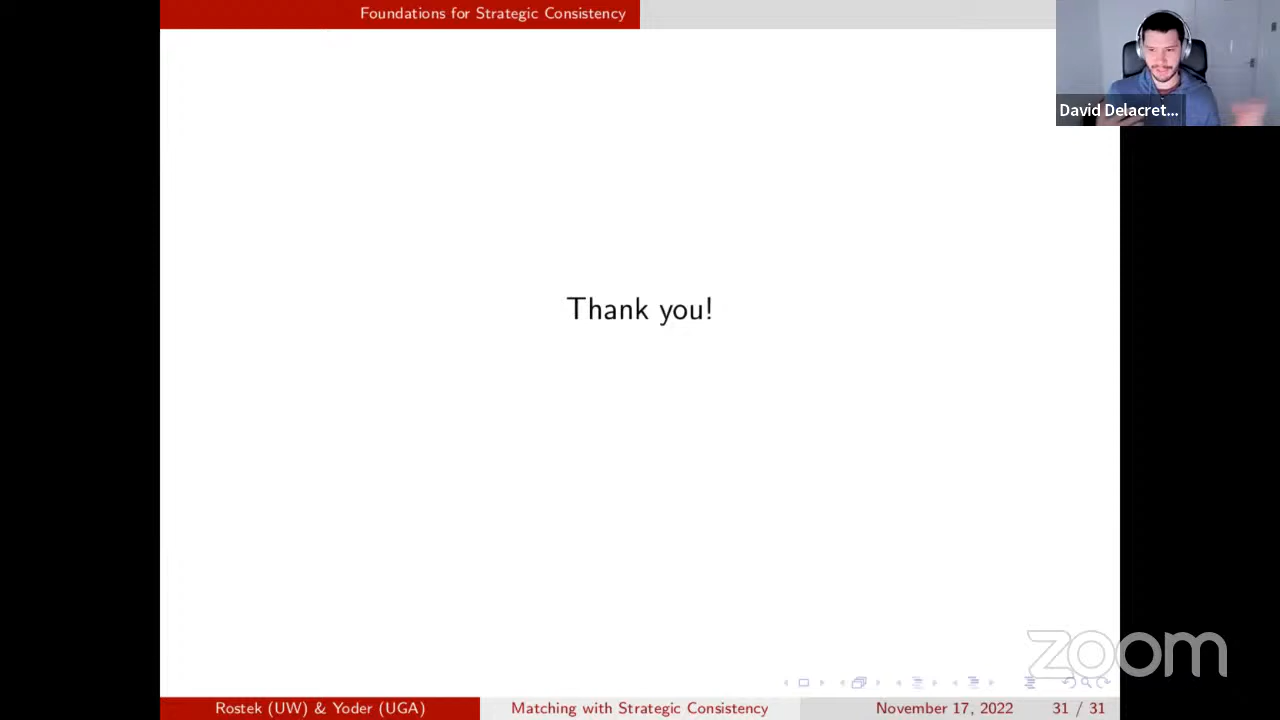 Foundations for Strategic Consistency
David Delacret...
Thank you!
zoom
Rostek (UW) & Yoder (UGA) Matching with Strategic Consistency November 17, 2022 31 / 31